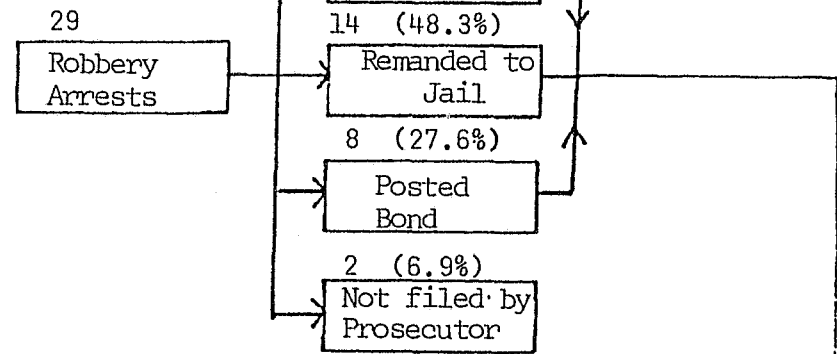 29
Robbery
Arrests
14 (48.3%)
Remanded to
Jail
8 (27.6%)
Posted
Bond
2 (6.9%)
Not filed by
Prosecutor